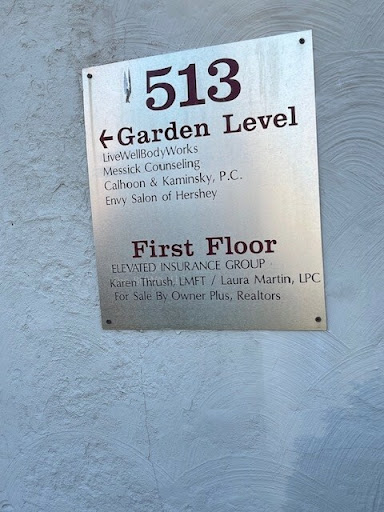 513
←Garden Level
LiveWellBodyWorks
Messick Counseling
Calhoon & Kaminsky, P.C.
Envy Salon of Hershey
First Floor
ELEVATED INSURANCE GROUP
Karen Thrush, LMFT / Laura Martin, LPC
For Sale By Owner Plus, Realtors